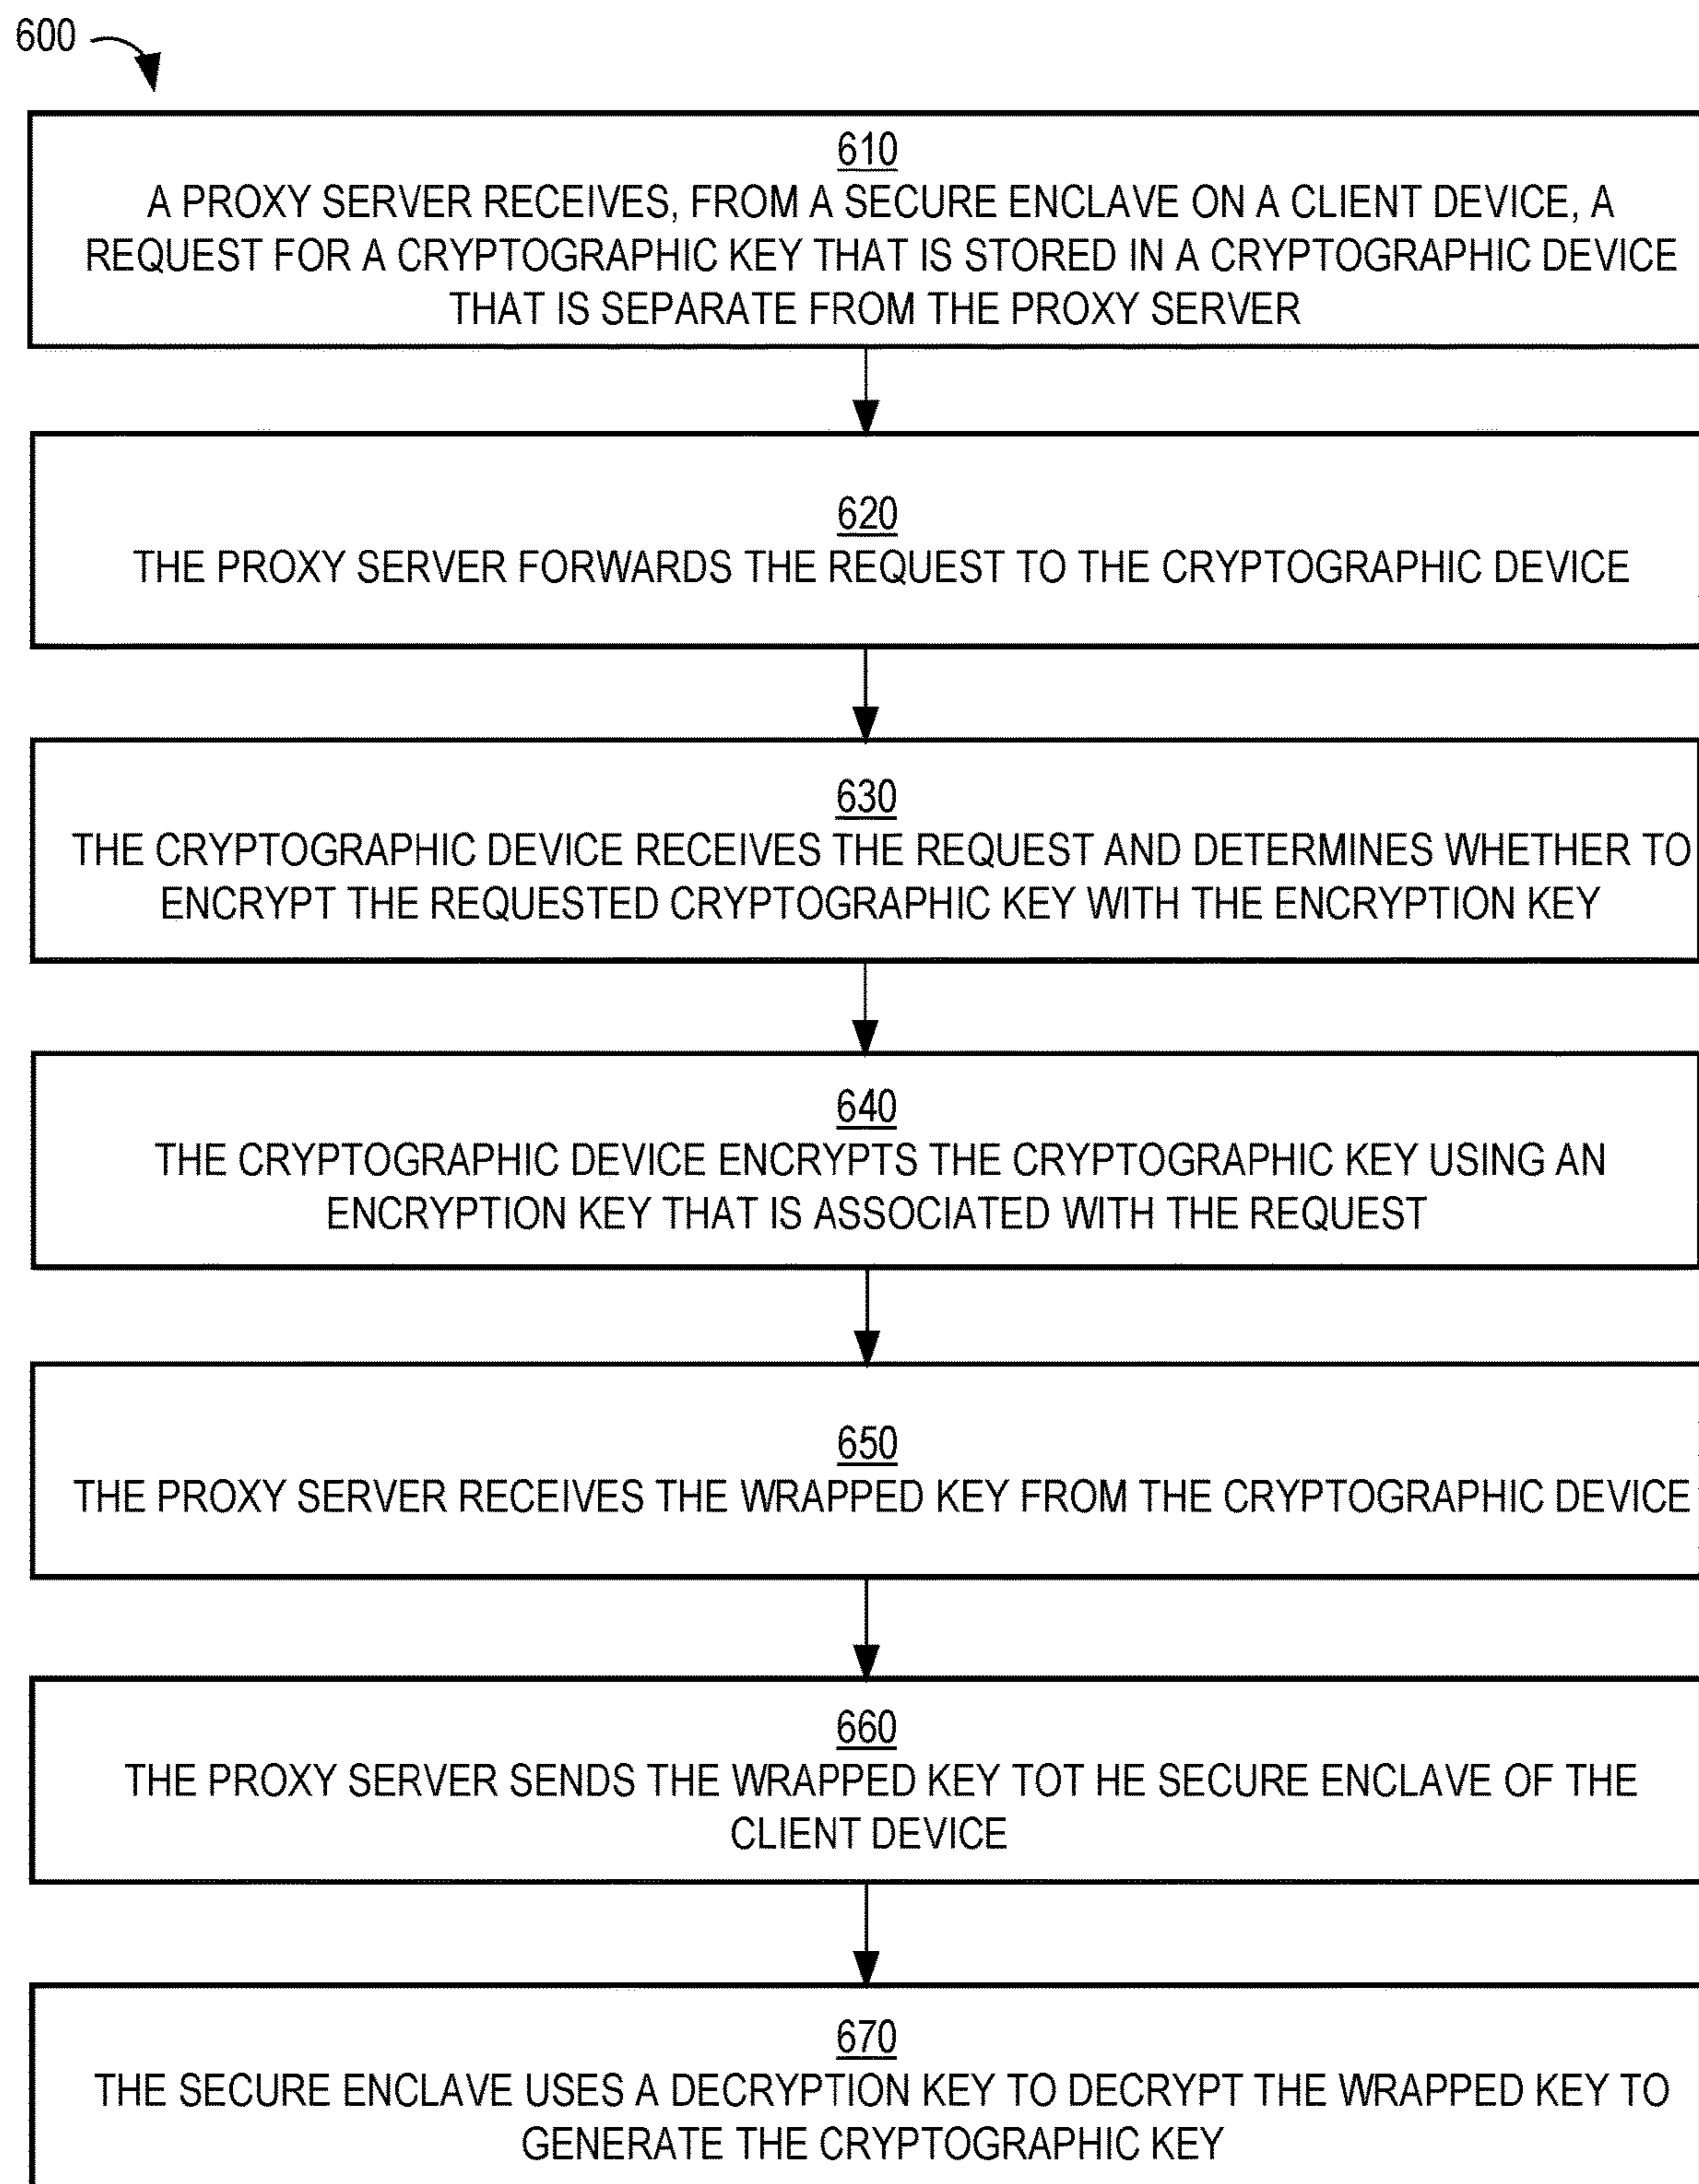 600
610
A PROXY SERVER RECEIVES, FROM A SECURE ENCLAVE ON A CLIENT DEVICE, A
REQUEST FOR A CRYPTOGRAPHIC KEY THAT IS STORED IN A CRYPTOGRAPHIC DEVICE
THAT IS SEPARATE FROM THE PROXY SERVER
620
THE PROXY SERVER FORWARDS THE REQUEST TO THE CRYPTOGRAPHIC DEVICE
630
THE CRYPTOGRAPHIC DEVICE RECEIVES THE REQUEST AND DETERMINES WHETHER TO
ENCRYPT THE REQUESTED CRYPTOGRAPHIC KEY WITH THE ENCRYPTION KEY
640
THE CRYPTOGRAPHIC DEVICE ENCRYPTS THE CRYPTOGRAPHIC KEY USING AN
ENCRYPTION KEY THAT IS ASSOCIATED WITH THE REQUEST
650
THE PROXY SERVER RECEIVES THE WRAPPED KEY FROM THE CRYPTOGRAPHIC DEVICE
660
THE PROXY SERVER SENDS THE WRAPPED KEY TOT HE SECURE ENCLAVE OF THE
CLIENT DEVICE
670
THE SECURE ENCLAVE USES A DECRYPTION KEY TO DECRYPT THE WRAPPED KEY TO
GENERATE THE CRYPTOGRAPHIC KEY